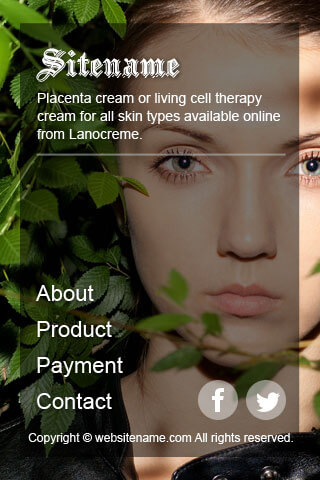 Sitename
Placenta cream or living cell therapy
cream for all skin types available online
from Lanocreme.
About
Product
Payment
Contact
f
Copyright © websitename.com All rights reserved.